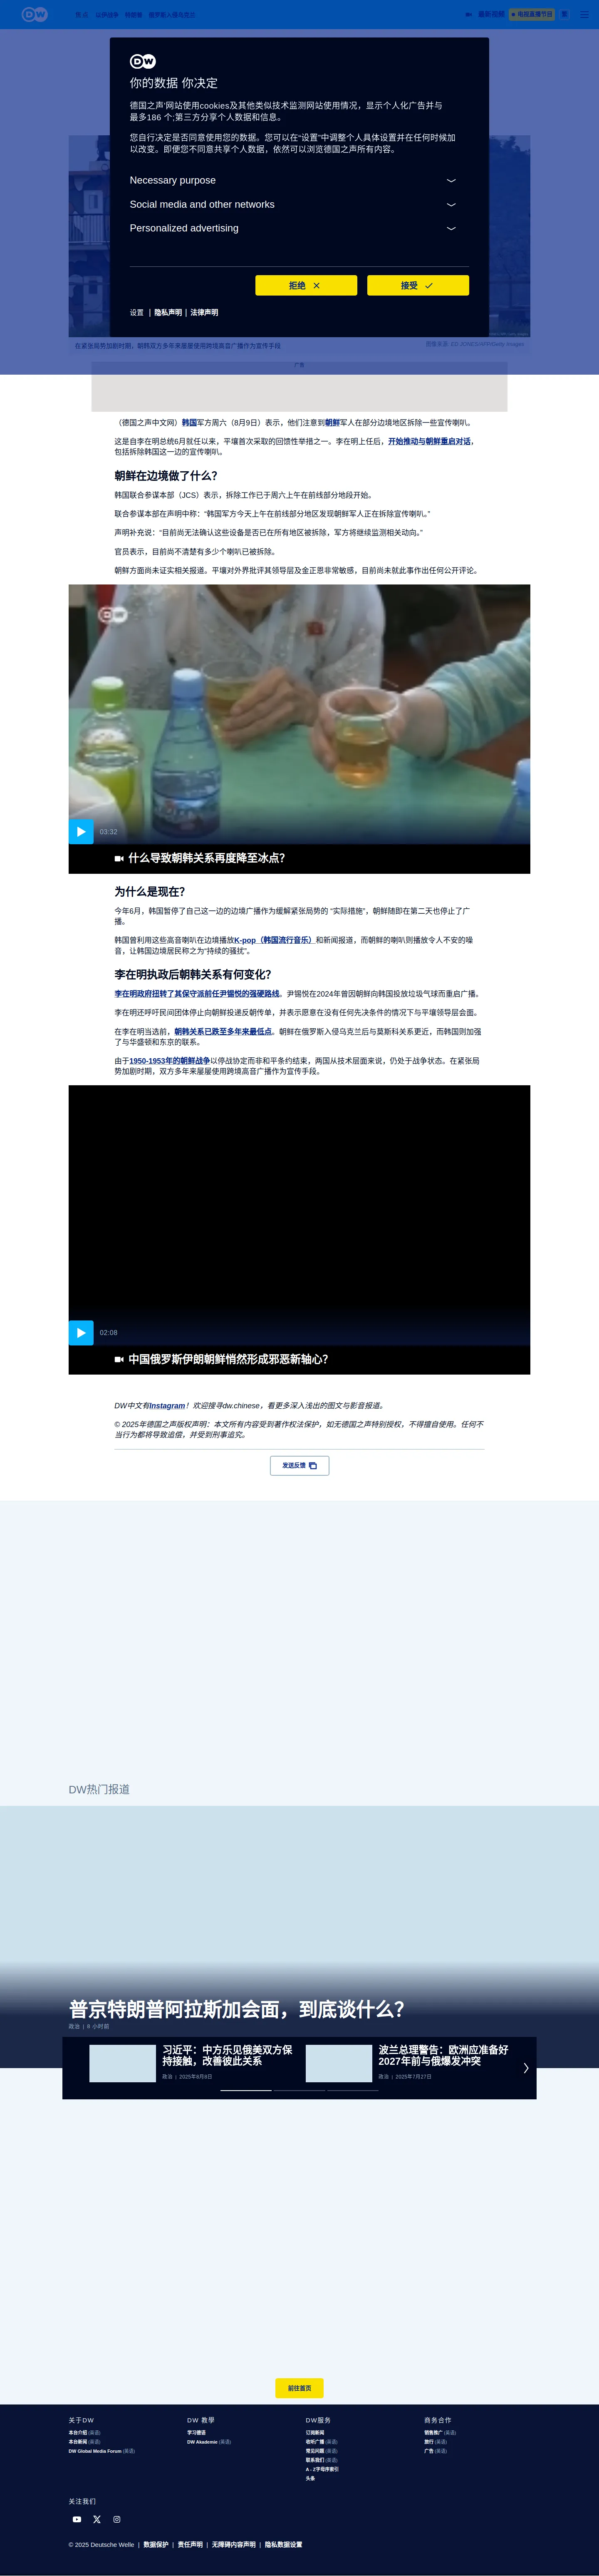 DW
最新视频
电视直播节目
DW
你的数据 你决定
德国之声'网站使用cookies及其他类似技术监测网站使用情况，显示个人化广告并与
最多186 个;第三方分享个人数据和信息。
您自行决定是否同意使用您的数据。您可以在"设置"中调整个人具体设置并在任何时候加
以改变。即便您不同意共享个人数据，依然可以浏览德国之声所有内容。
Necessary purpose
Social media and other networks
Personalized advertising
拒绝
接受
设置 | 隐私声明 | 法律声明
在紧张局势加剧时期，朝韩双方多年来屡屡使用跨境高音广播作为宣传手段
图像来源: ED JONES/AFP/Getty Images
广告
（德国之声中文网）韩国军方周六（8月9日）表示，他们注意到朝鲜军人在部分边境地区拆除一些宣传喇叭。
这是自李在明总统6月就任以来，平壤首次采取的回馈性举措之一。李在明上任后，开始推动与朝鲜重启对话，
包括拆除韩国这一边的宣传喇叭。
朝鲜在边境做了什么？
韩国联合参谋本部（JCS）表示，拆除工作已于周六上午在前线部分地段开始。
联合参谋本部在声明中称：“韩国军方今天上午在前线部分地区发现朝鲜军人正在拆除宣传喇叭。”
声明补充说：“目前尚无法确认这些设备是否已在所有地区被拆除，军方将继续监测相关动向。”
官员表示，目前尚不清楚有多少个喇叭已被拆除。
朝鲜方面尚未证实相关报道。平壤对外界批评其领导层及金正恩非常敏感，目前尚未就此事作出任何公开评论。
DW
03:32
什么导致朝韩关系再度降至冰点？
为什么是现在？
今年6月，韩国暂停了自己这一边的边境广播作为缓解紧张局势的 “实际措施”，朝鲜随即在第二天也停止了广
播。
韩国曾利用这些高音喇叭在边境播放K-pop（韩国流行音乐）和新闻报道，而朝鲜的喇叭则播放令人不安的噪
音，让韩国边境居民称之为“持续的骚扰”。
李在明执政后朝韩关系有何变化？
李在明政府扭转了其保守派前任尹锡悦的强硬路线。尹锡悦在2024年曾因朝鲜向韩国投放垃圾气球而重启广播。
李在明还呼吁民间团体停止向朝鲜投递反朝传单，并表示愿意在没有任何先决条件的情况下与平壤领导层会面。
在李在明当选前，朝韩关系已跌至多年来最低点。朝鲜在俄罗斯入侵乌克兰后与莫斯科关系更近，而韩国则加强
了与华盛顿和东京的联系。
由于1950-1953年的朝鲜战争以停战协定而非和平条约结束，两国从技术层面来说，仍处于战争状态。在紧张局
势加剧时期，双方多年来屡屡使用跨境高音广播作为宣传手段。
02:08
中国俄罗斯伊朗朝鲜悄然形成邪恶新轴心？
DW中文有Instagram！欢迎搜寻dw.chinese，看更多深入浅出的图文与影音报道。
© 2025年德国之声版权声明：本文所有内容受到著作权法保护，如无德国之声特别授权，不得擅自使用。任何不
当行为都将导致追偿，并受到刑事追究。
发送反馈
DW热门报道
普京特朗普阿拉斯加会面，到底谈什么？
政治 | 8 小时前
习近平：中方乐见俄美双方保
持接触，改善彼此关系
政治 | 2025年8月8日
波兰总理警告：欧洲应准备好
2027年前与俄爆发冲突
政治 | 2025年7月27日
前往首页
关于DW
本台介绍 (英语)
本台新闻 (英语)
DW Global Media Forum (英语)
DW 教學
学习德语
DW Akademie (英语)
DW服务
订阅新闻
收听广播 (英语)
常见问题 (英语)
联系我们 (英语)
A - Z字母序索引
头条
商务合作
销售推广 (英语)
旅行 (英语)
广告 (英语)
关注我们
© 2025 Deutsche Welle | 数据保护 | 责任声明 | 无障碍内容声明 | 隐私数据设置